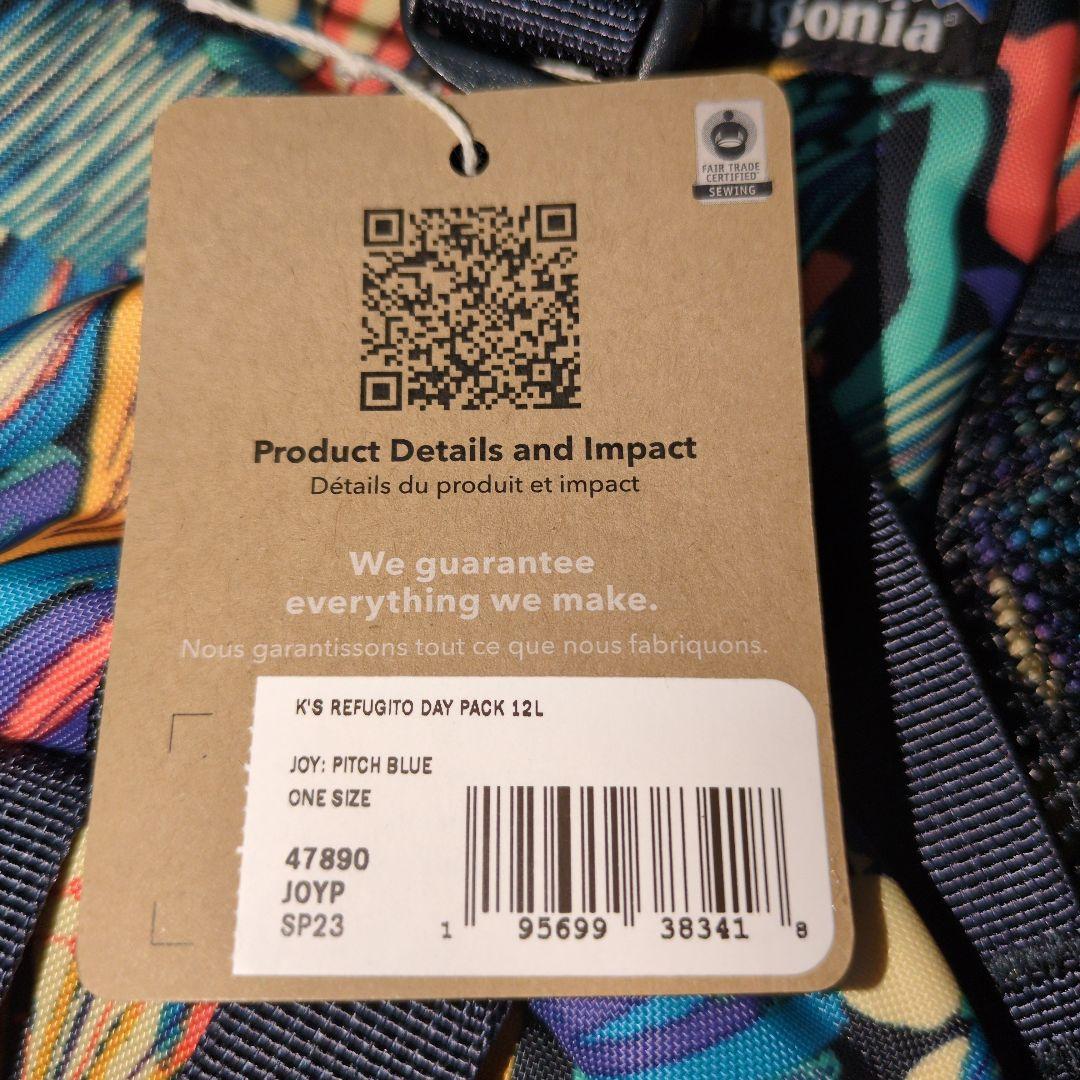 gonia
FAIR TRADE
CERTIFIED
SEWING
Product Details and Impact
Détails du produit et impact
We guarantee
everything we make.
Nous garantissons tout ce que nous fabriquons.
K'S REFUGITO DAY PACK 12L
JOY: PITCH BLUE
ONE SIZE
47890
JOYP
SP23
1 95699 38341 8